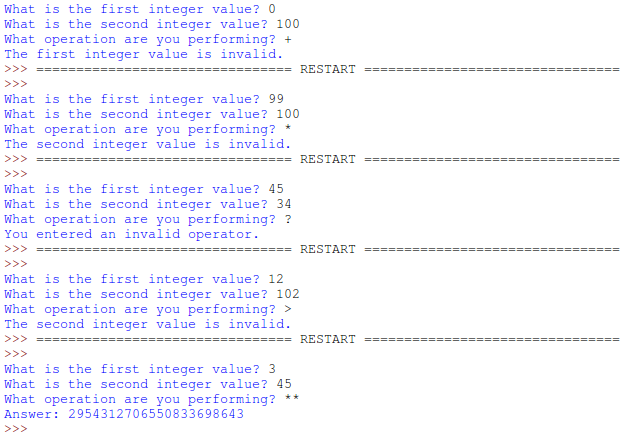 What is the first integer value? 0
What is the second integer value? 100
What operation are you performing? +
The first integer value is invalid.
>>> ================================ RESTART ================================
>>>
What is the first integer value? 99
What is the second integer value? 100
What operation are you performing? *
The second integer value is invalid.
>>> ================================ RESTART ================================
>>>
What is the first integer value? 45
What is the second integer value? 34
What operation are you performing? ?
You entered an invalid operator.
>>> ================================ RESTART ================================
>>>
What is the first integer value? 12
What is the second integer value? 102
What operation are you performing? >
The second integer value is invalid.
>>> ================================ RESTART ================================
>>>
What is the first integer value? 3
What is the second integer value? 45
What operation are you performing? **
Answer: 2954312706550833698643
>>>